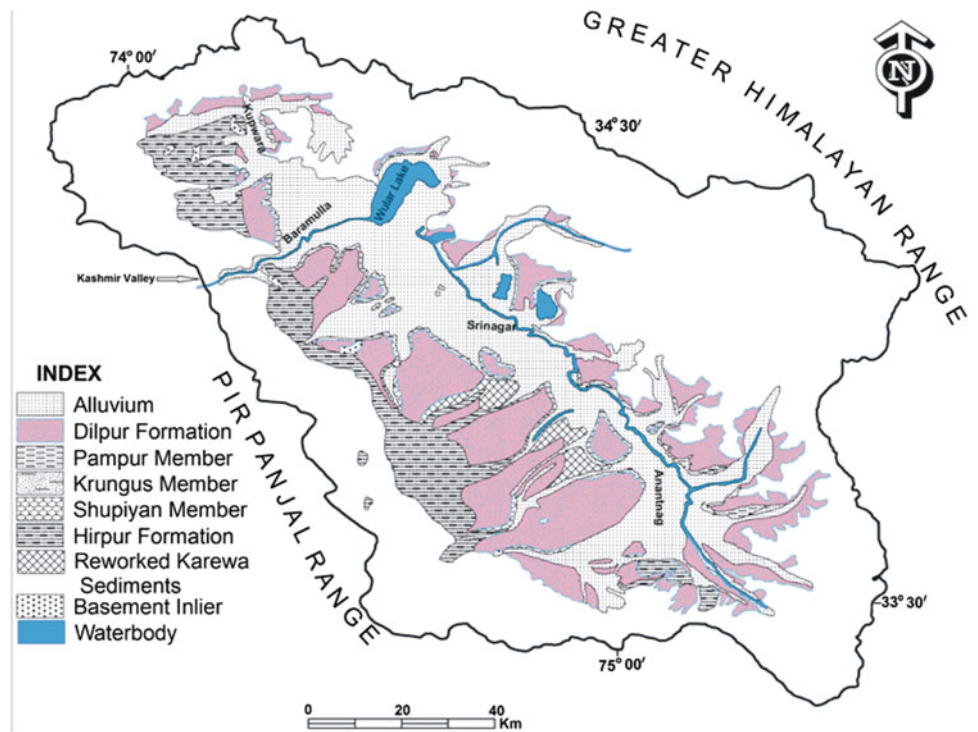 GREATER HIMALAYAN RANGE
N
74° 00′
34° 30′
Kupwara
Wular Lake
Baramulla
Kashmir Valley
Srinagar
PIR PANJAL RANGE
Anantnag
INDEX
Alluvium
Dilpur Formation
Pampur Member
Krungus Member
Shupiyan Member
Hirpur Formation
Reworked Karewa
Sediments
Basement Inlier
Waterbody
33° 30′
75° 00′
0 20 40
Km